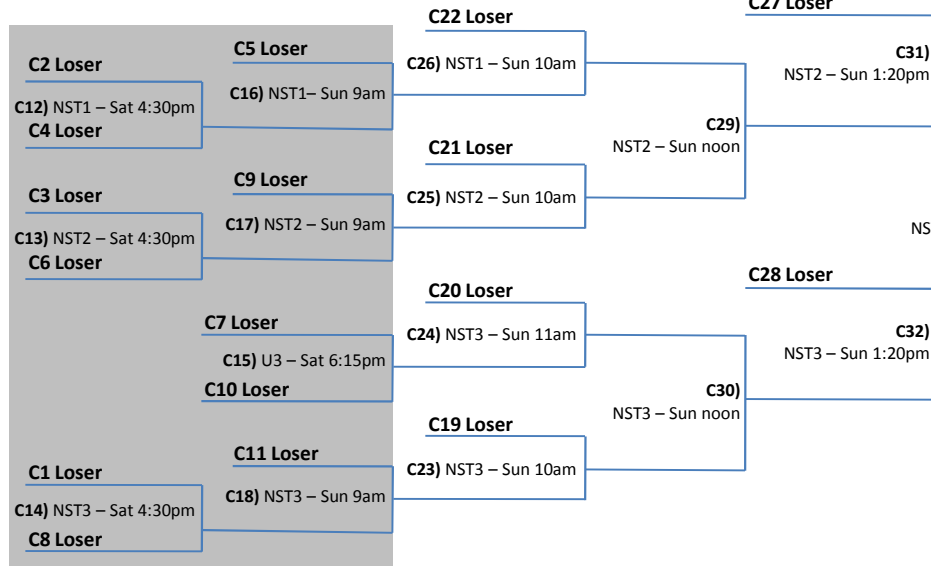 C27 Loser
C22 Loser
C5 Loser
C2 Loser
C26) NST1 – Sun 10am
C31)
NST2 – Sun 1:20pm
C16) NST1– Sun 9am
C12) NST1 – Sat 4:30pm
C4 Loser
C29)
NST2 – Sun noon
C21 Loser
C9 Loser
C3 Loser
C25) NST2 – Sun 10am
C17) NST2 – Sun 9am
C13) NST2 – Sat 4:30pm
NS
C6 Loser
C28 Loser
C20 Loser
C7 Loser
C24) NST3 – Sun 11am
C32)
NST3 – Sun 1:20pm
C15) U3 – Sat 6:15pm
C10 Loser
C30)
NST3 – Sun noon
C19 Loser
C11 Loser
C1 Loser
C23) NST3 – Sun 10am
C18) NST3 – Sun 9am
C14) NST3 – Sat 4:30pm
C8 Loser